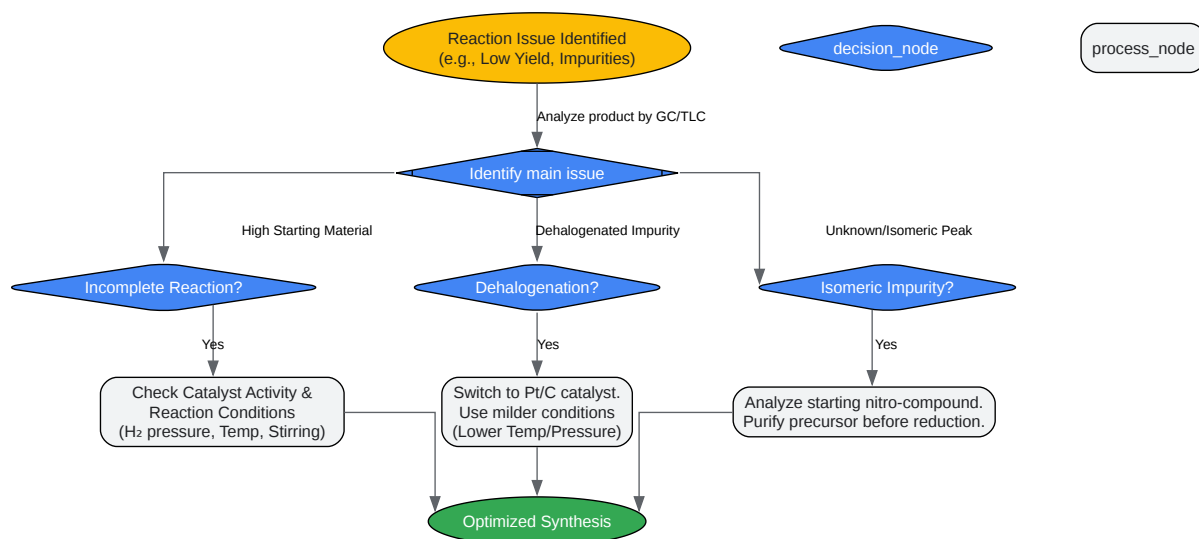 Reaction Issue Identified
(e.g., Low Yield, Impurities)
decision_node
process_node
Analyze product by GC/TLC
Identify main issue
High Starting Material
Dehalogenated Impurity
Unknown/Isomeric Peak
Incomplete Reaction?
Dehalogenation?
Isomeric Impurity?
Yes
Yes
Yes
Check Catalyst Activity &
Reaction Conditions
(H₂ pressure, Temp, Stirring)
Switch to Pt/C catalyst.
Use milder conditions
(Lower Temp/Pressure)
Analyze starting nitro-compound.
Purify precursor before reduction.
Optimized Synthesis